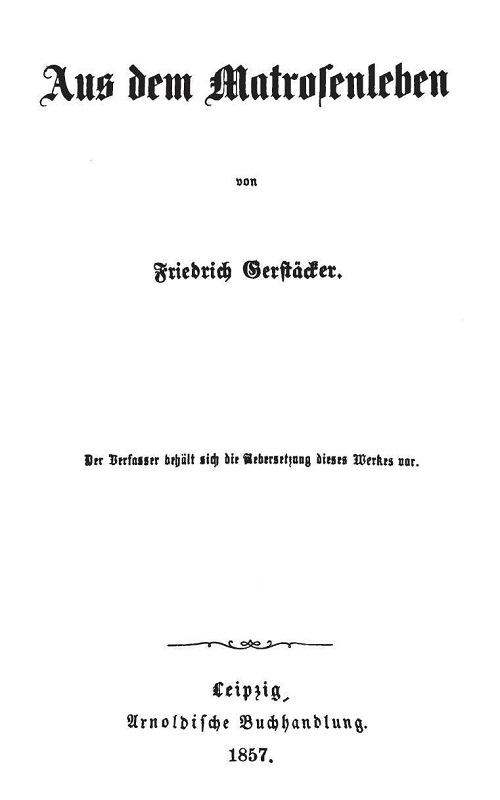 Aus dem Matroſenleben
von
Friedrich Gerſtäcker.
Der Verfasser behält sich die Uebersetzung dieses Werkes vor.
Leipzig,
Arnoldiſche Buchhandlung.
1857.